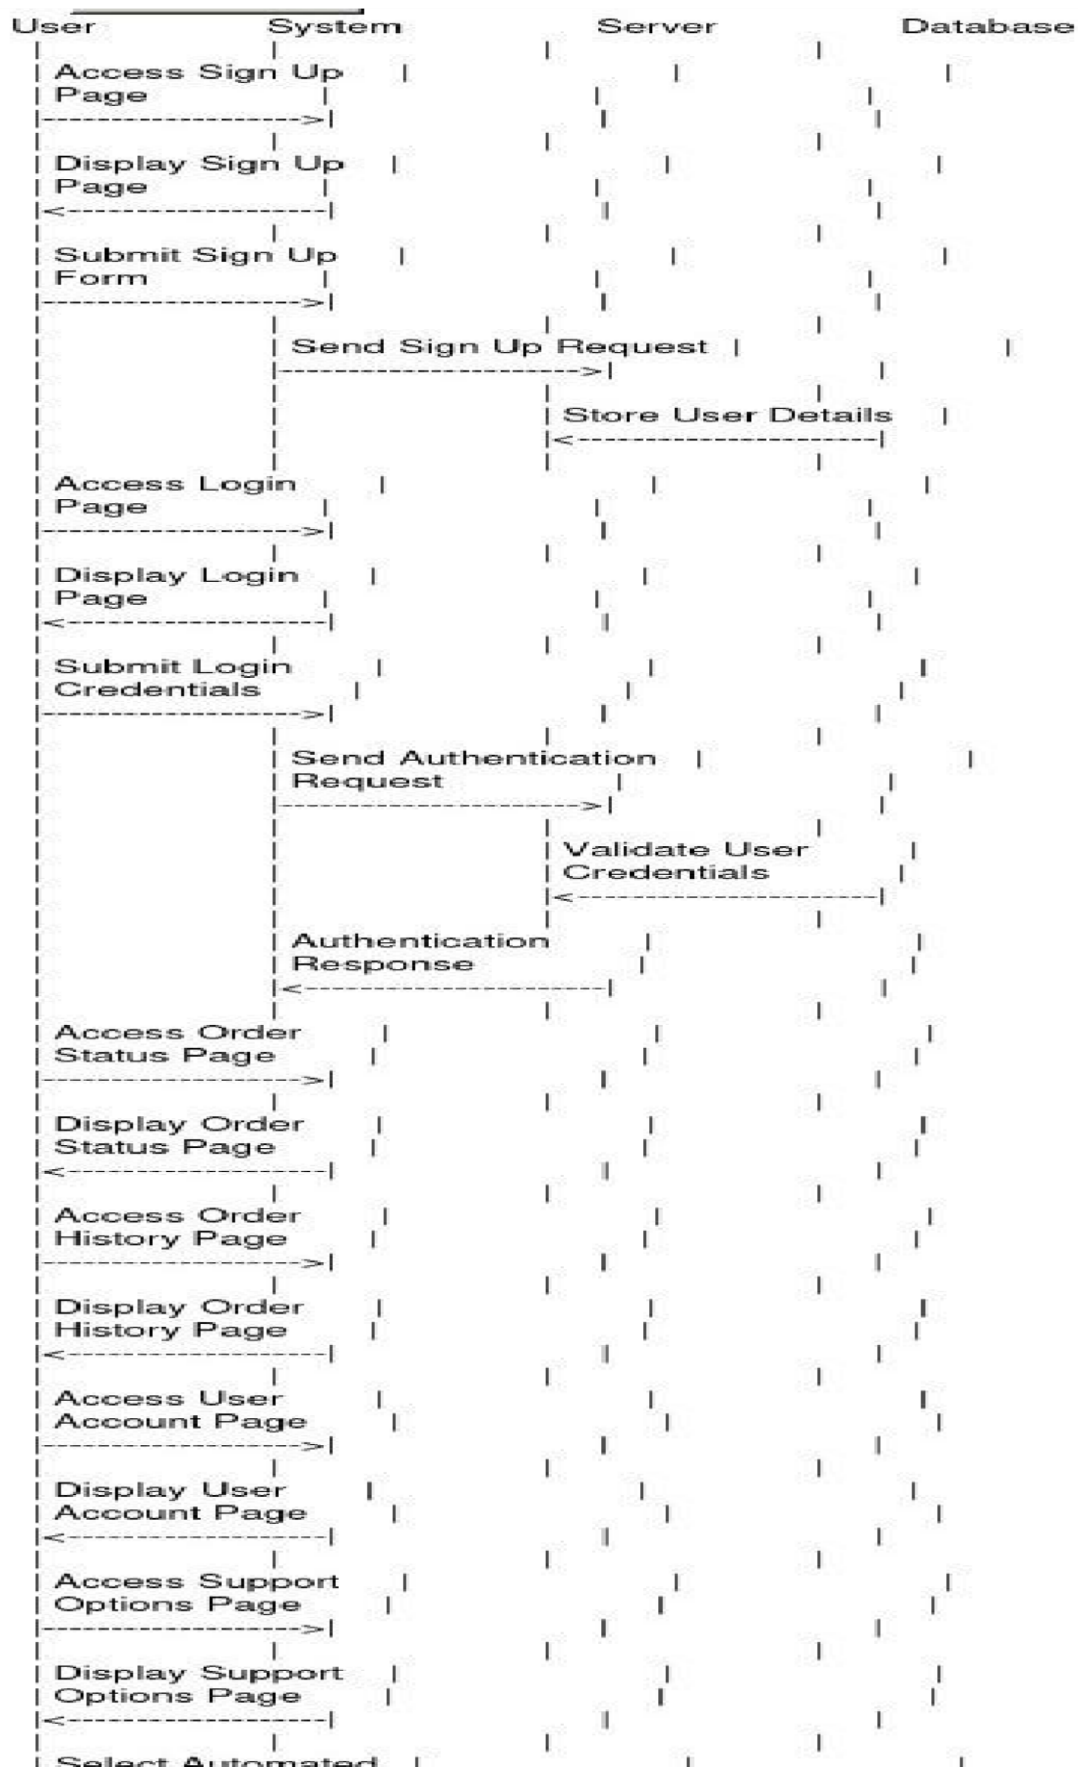 User System Server Database
Access Sign Up
Page
Display Sign Up
Page
Submit Sign Up
Form
Send Sign Up Request
Store User Details
Access Login
Page
Display Login
Page
Submit Login
Credentials
Send Authentication
Request
Validate User
Credentials
Authentication
Response
Access Order
Status Page
Display Order
Status Page
Access Order
History Page
Display Order
History Page
Access User
Account Page
Display User
Account Page
Access Support
Options Page
Display Support
Options Page
Select Automated